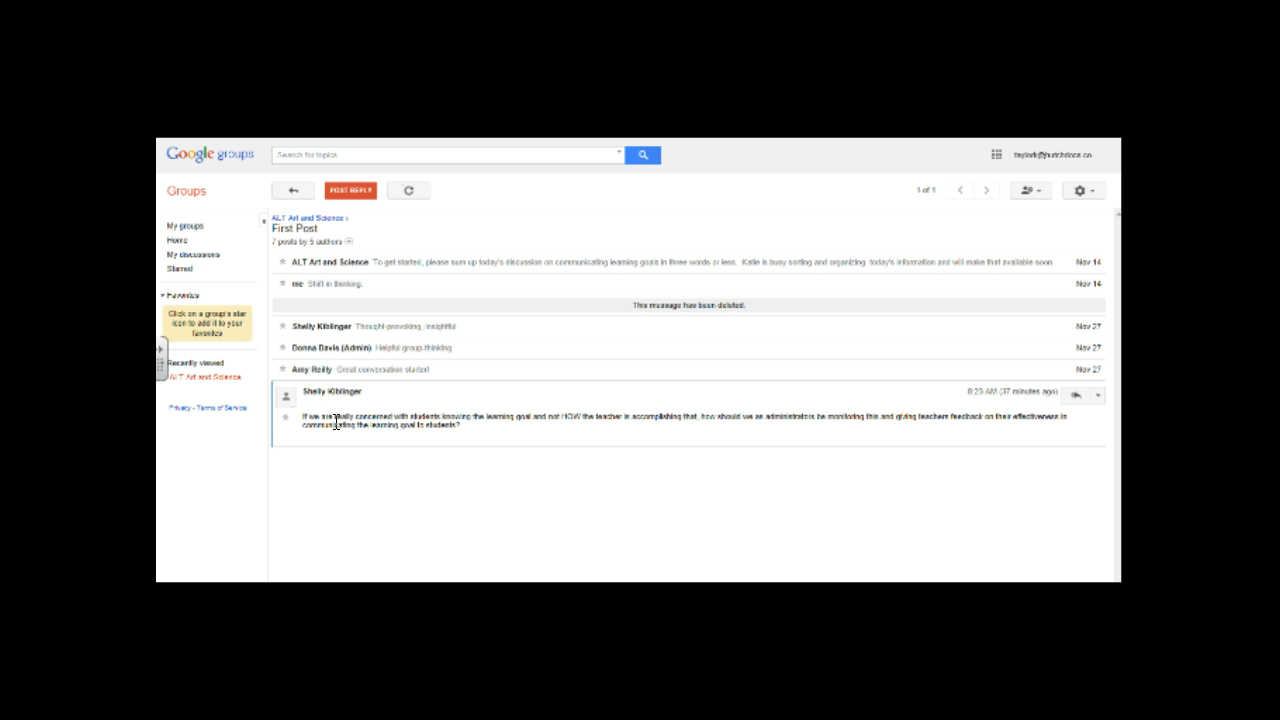 Google groups
Search for topics
Groups
POST REPLY
1 of 1
My groups
Home
My discussions
Starred
Favorites
Click on a group's star
icon to add it to your
favorites
Recently viewed
ALT Art and Science
Privacy - Terms of Service
ALT Art and Science ›
First Post
7 posts by 5 authors
ALT Art and Science To get started, please sum up today's discussion on communicating learning goals in three words or less. Katie is busy sorting and organizing today's information and will make that available soon. Nov 14
me Shift in thinking. Nov 14
This message has been deleted.
Shelly Kiblinger Thought-provoking, insightful Nov 27
Donna Davis (Admin) Helpful group-thinking Nov 27
Amy Reilly Great conversation starter! Nov 27
Shelly Kiblinger 8:23 AM (37 minutes ago)
If we are really concerned with students knowing the learning goal and not HOW the teacher is accomplishing that, how should we as administrators be monitoring this and giving teachers feedback on their effectiveness in
communicating the learning goal to students?